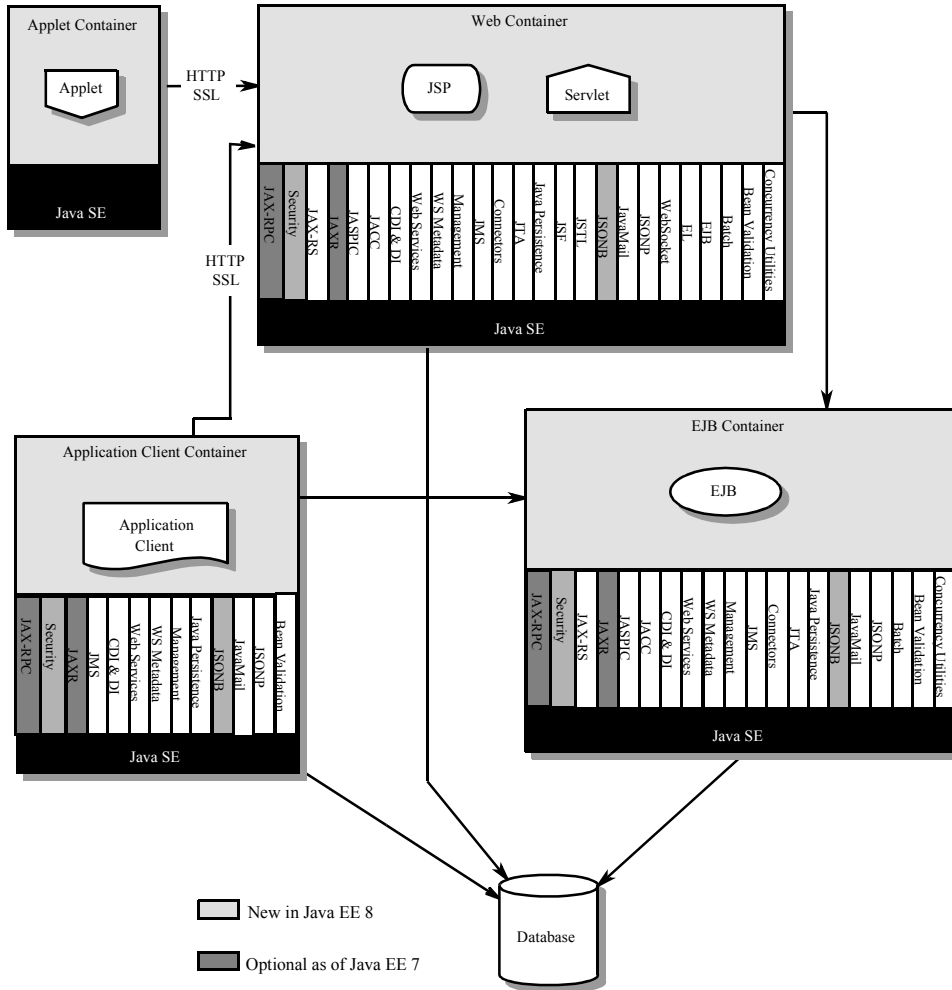 Applet Container
Applet
Java SE
HTTP
SSL
Web Container
JSP
Servlet
JAX-RPC
Security
JAX-RS
JAXR
JASPIC
JACC
CDI & DI
Web Services
WS Metadata
Management
JMS
Connectors
JTA
Java Persistence
JSF
JSTL
JSONB
JavaMail
JSONP
WebSocket
EL
EJB
Batch
Bean Validation
Concurrency Utilities
Java SE
HTTP
SSL
Application Client Container
Application
Client
JAX-RPC
Security
JAXR
JMS
CDI & DI
Web Services
WS Metadata
Management
Java Persistence
JSONB
JavaMail
JSONP
Bean Validation
Java SE
EJB Container
EJB
JAX-RPC
Security
JAX-RS
JAXR
JASPIC
JACC
CDI & DI
Web Services
WS Metadata
Management
JMS
Connectors
JTA
Java Persistence
JSONB
JavaMail
JSONP
Batch
Bean Validation
Concurrency Utilities
Java SE
Database
New in Java EE 8
Optional as of Java EE 7